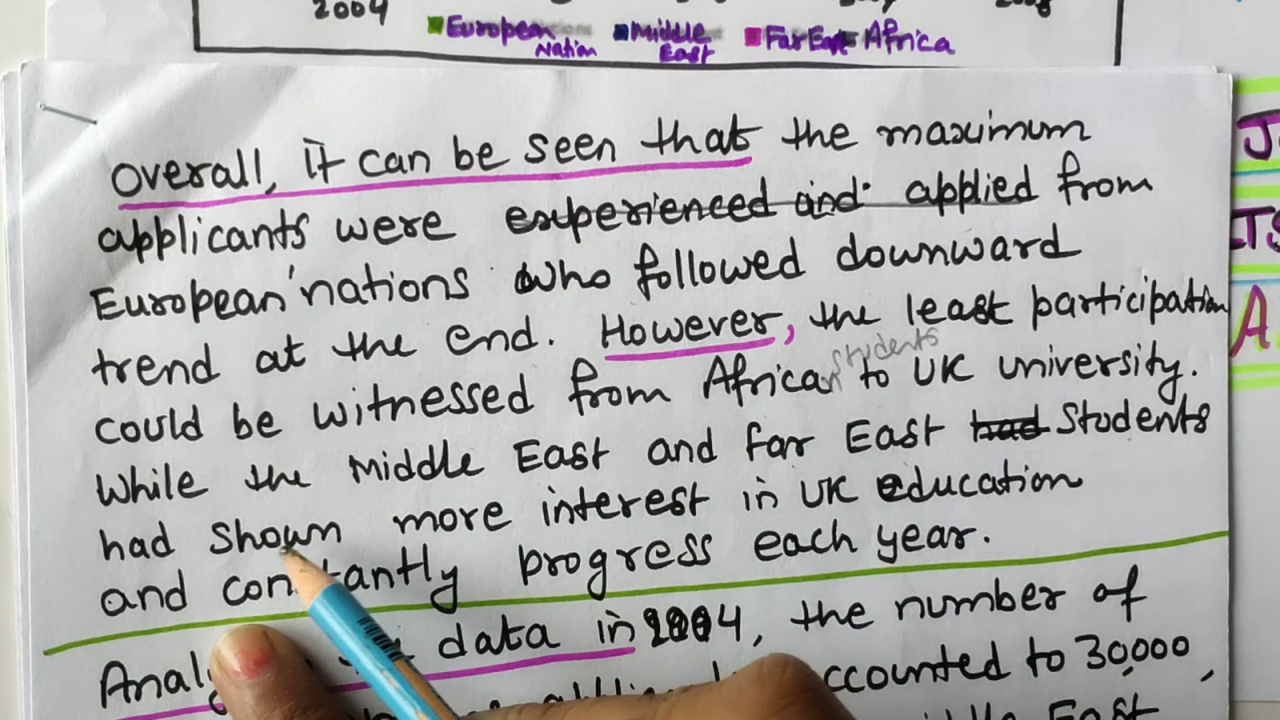 2004
European Nation Middle East Far East Africa
Overall, it can be seen that the maximum
applicants were experienced and applied from
European nations who followed downward
trend at the end. However, the least participation
could be witnessed from African students to UK university.
While the Middle East and far East had Students
had shown more interest in UK education
and constantly progress each year.
data in 2004, the number of
accounted to 30,000,
East
J
TS
A